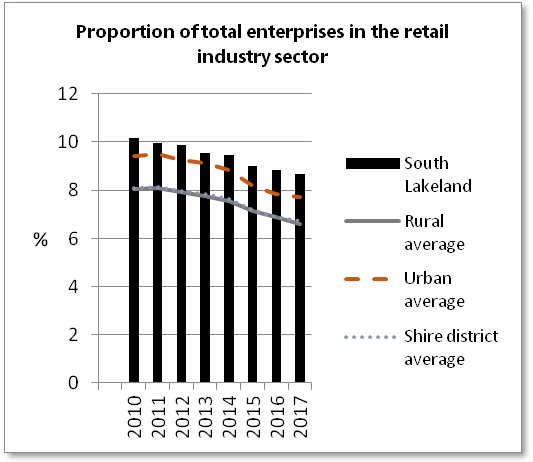 Proportion of total enterprises in the retail
industry sector
12
10
8
6
4
2
0
%
2010
2011
2012
2013
2014
2015
2016
2017
South
Lakeland
Rural
average
Urban
average
Shire district
average